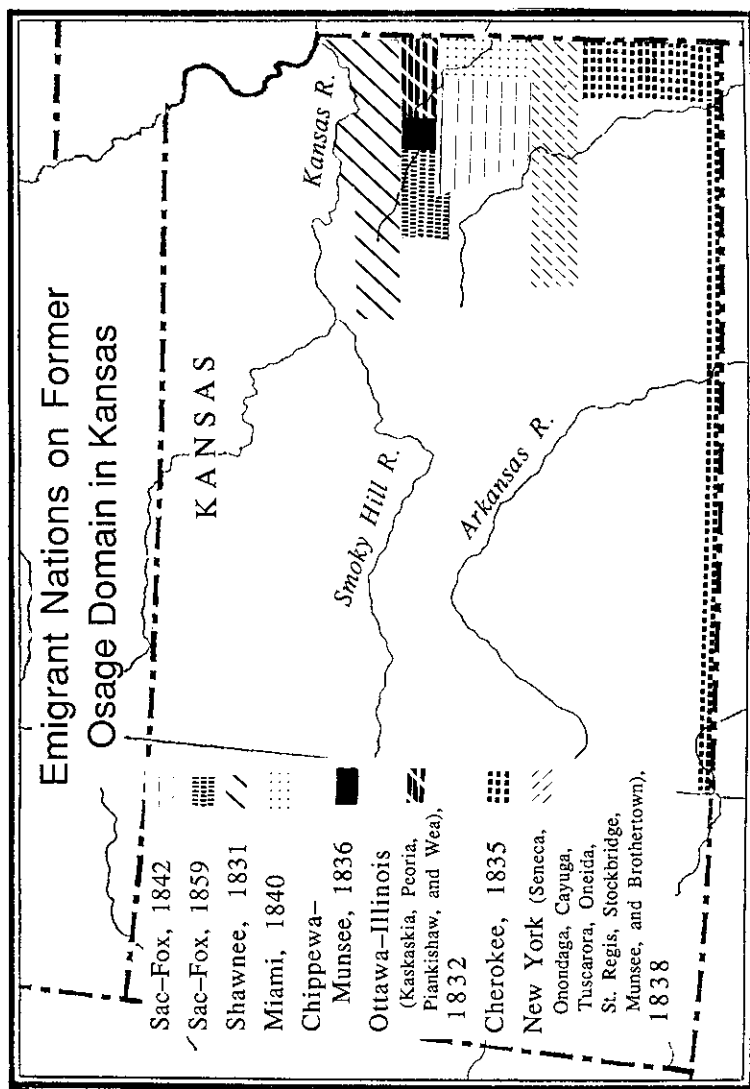 Emigrant Nations on Former
Osage Domain in Kansas
KANSAS
Kansas R.
Smoky Hill R.
Arkansas R.
Sac–Fox, 1842
Sac–Fox, 1859
Shawnee, 1831
Miami, 1840
Chippewa–
Munsee, 1836
Ottawa–Illinois
(Kaskaskia, Peoria,
Piankishaw, and Wea),
1832
Cherokee, 1835
New York (Seneca,
Onondaga, Cayuga,
Tuscarora, Oneida,
St. Regis, Stockbridge,
Munsee, and Brothertown),
1838